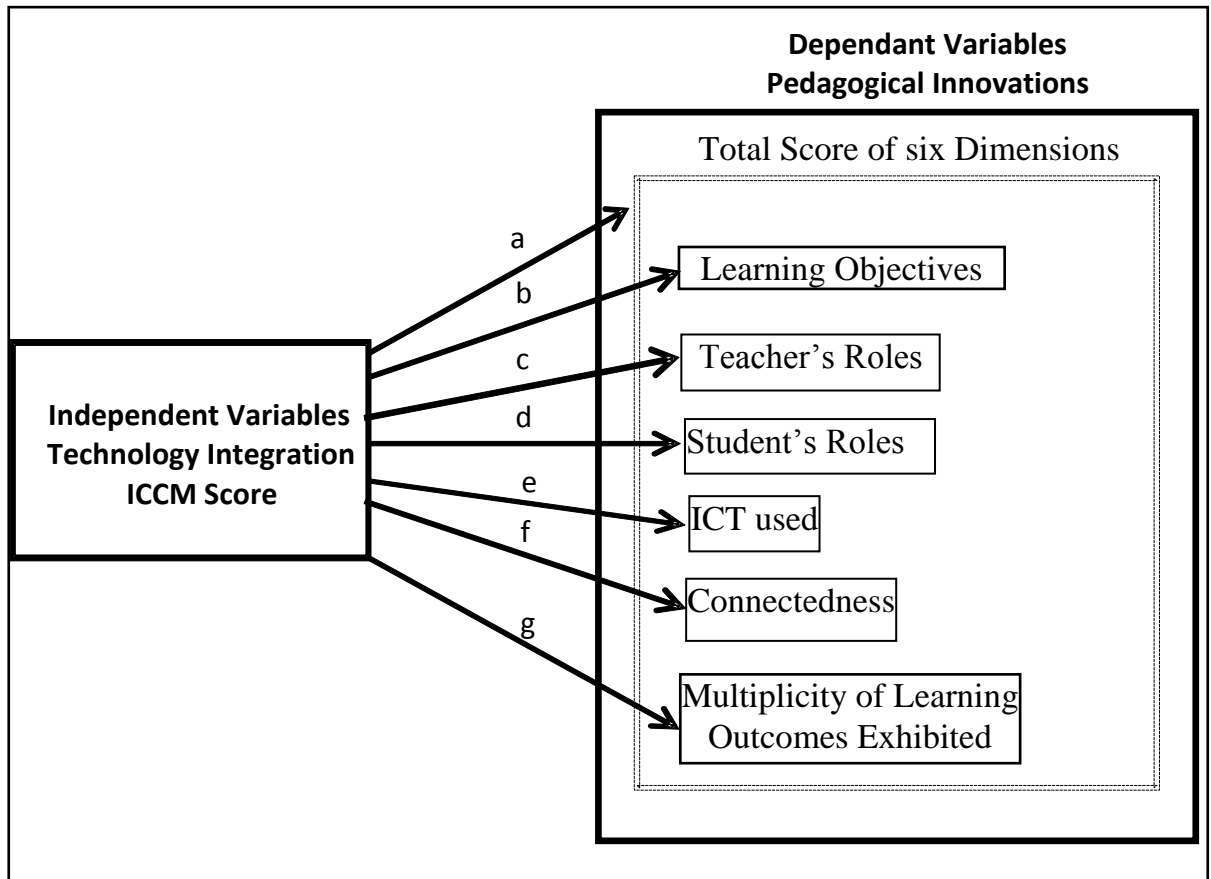 Dependant Variables
Pedagogical Innovations
Total Score of six Dimensions
a
b
Learning Objectives
c
Teacher's Roles
Independent Variables
Technology Integration
ICCM Score
d
Student's Roles
e
ICT used
f
Connectedness
g
Multiplicity of Learning
Outcomes Exhibited